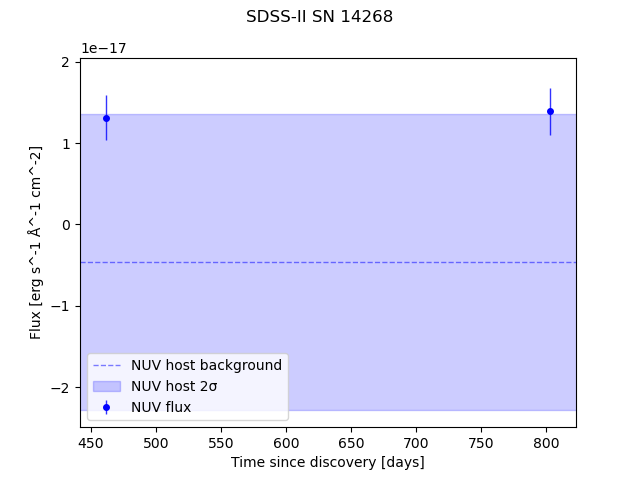 SDSS-II SN 14268
1e−17
2
1
0
−1
−2
Flux [erg s^-1 Å^-1 cm^-2]
NUV host background
NUV host 2σ
NUV flux
450 500 550 600 650 700 750 800
Time since discovery [days]